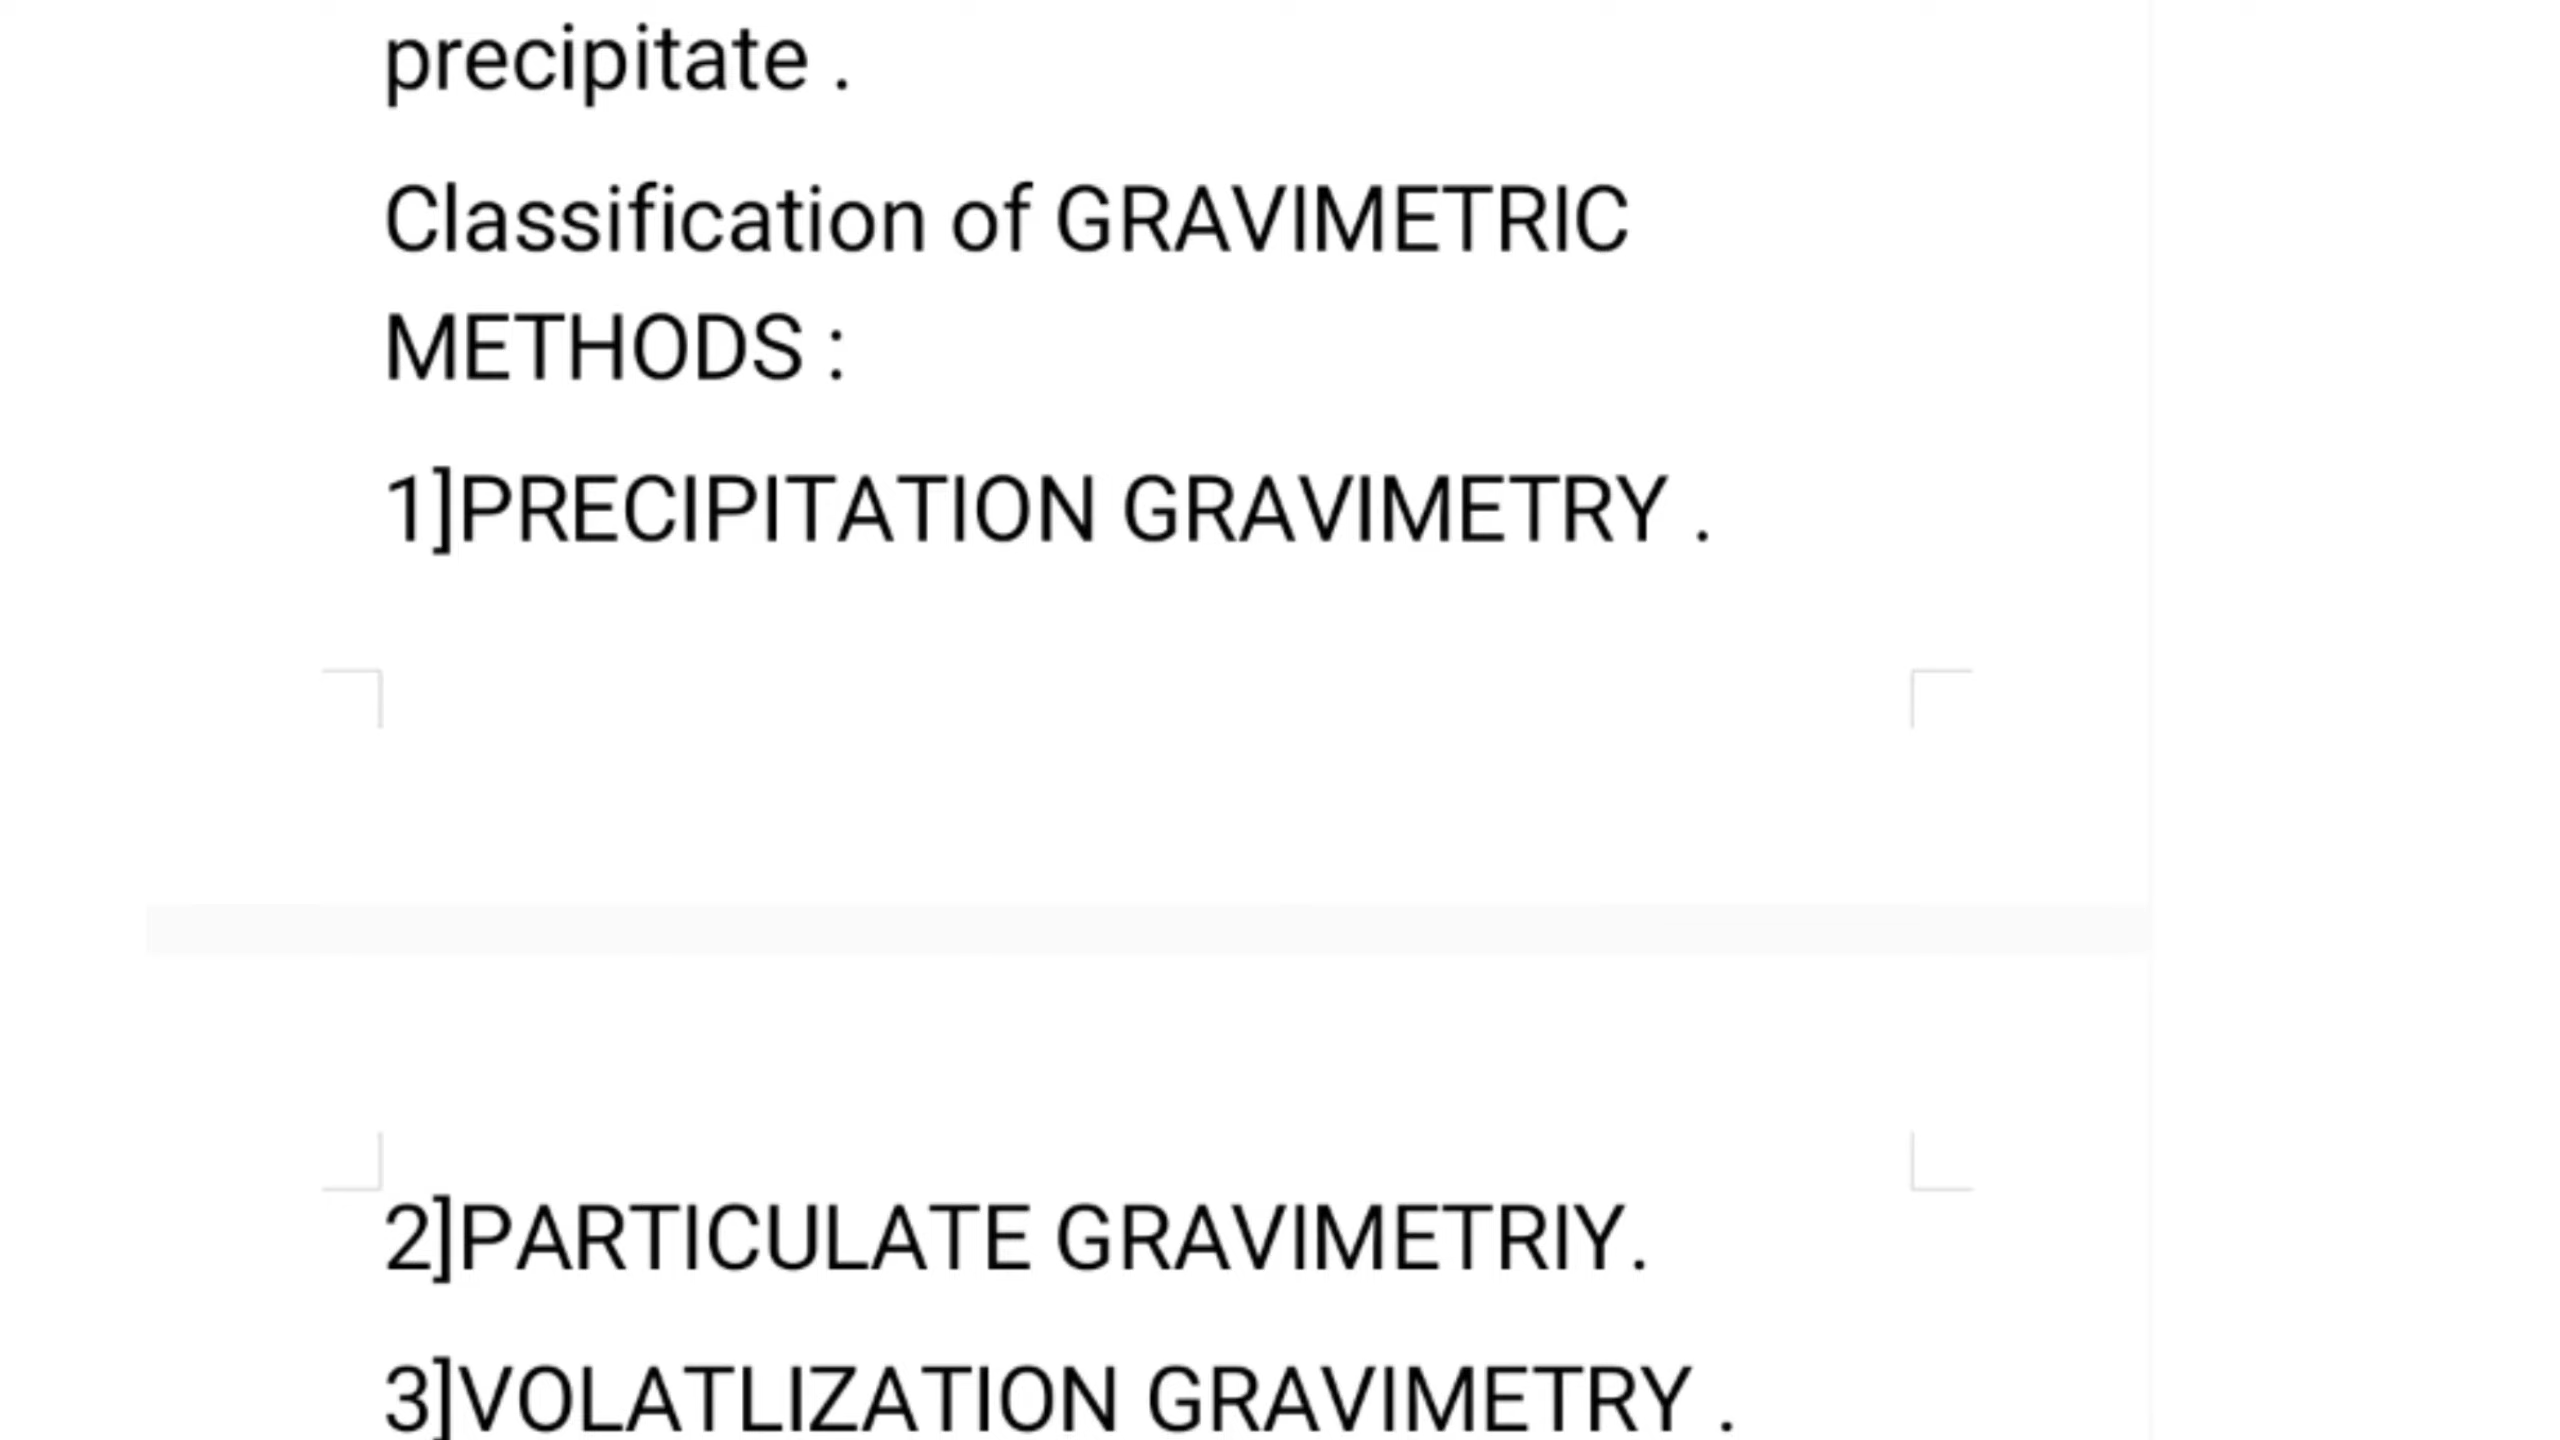 precipitate .
Classification of GRAVIMETRIC
METHODS :
1]PRECIPITATION GRAVIMETRY .
2]PARTICULATE GRAVIMETRIY.
3]VOLATLIZATION GRAVIMETRY .